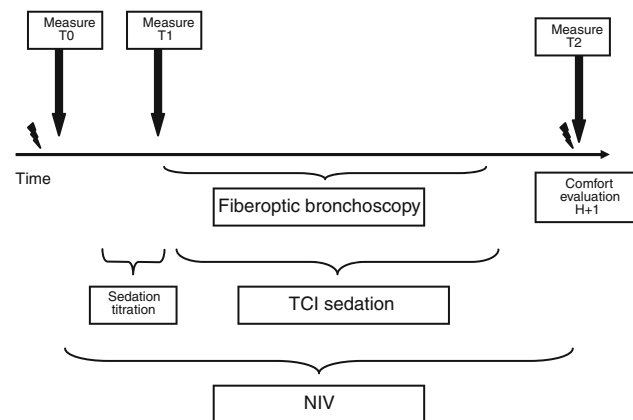 Measure
T0
Measure
T1
Measure
T2
Time
Fiberoptic bronchoscopy
Comfort
evaluation
H+1
Sedation
titration
TCI sedation
NIV